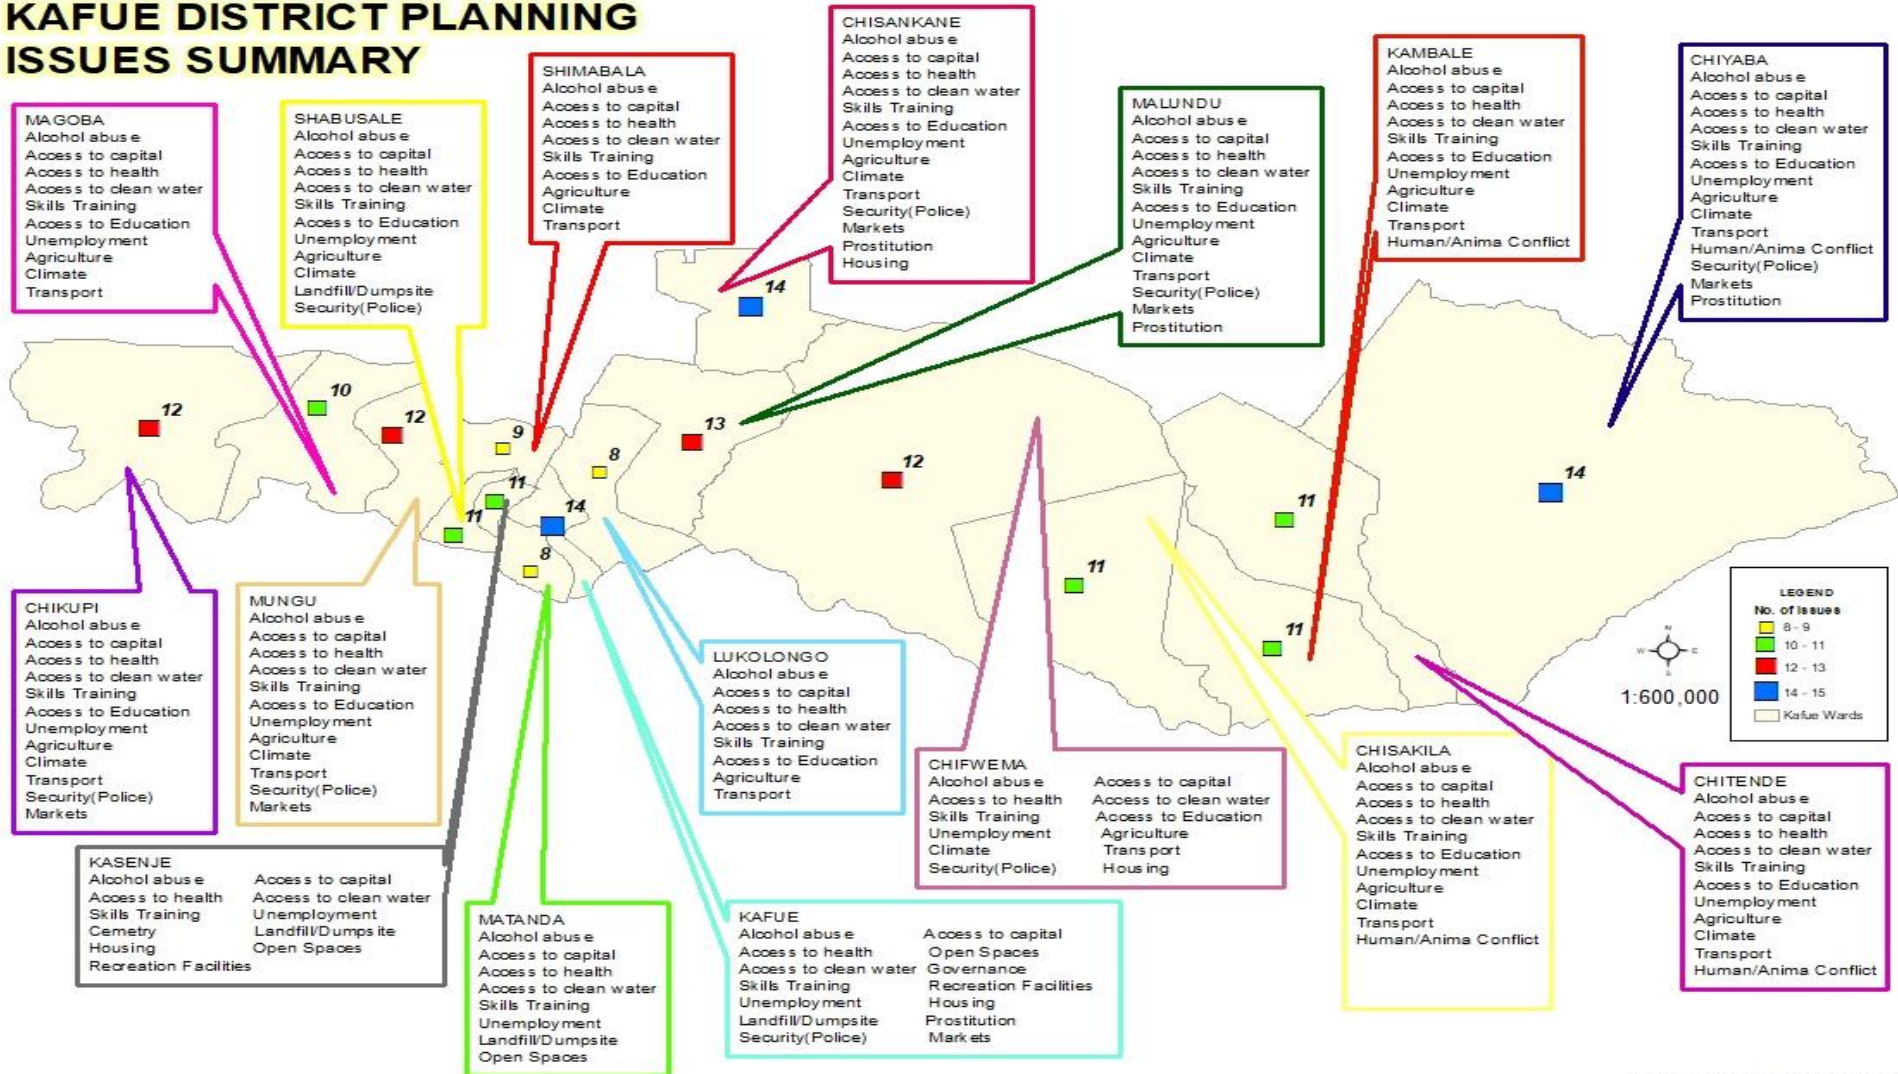 KAFUE DISTRICT PLANNING
ISSUES SUMMARY
MAGOBA
Alcohol abuse
Access to capital
Access to health
Access to clean water
Skills Training
Access to Education
Unemployment
Agriculture
Climate
Transport
SHABUSALE
Alcohol abuse
Access to capital
Access to health
Access to clean water
Skills Training
Access to Education
Unemployment
Agriculture
Climate
Landfill/Dumpsite
Security(Police)
SHIMABALA
Alcohol abuse
Access to capital
Access to health
Access to clean water
Skills Training
Access to Education
Agriculture
Climate
Transport
CHISANKANE
Alcohol abuse
Access to capital
Access to health
Access to clean water
Skills Training
Access to Education
Unemployment
Agriculture
Climate
Transport
Security(Police)
Markets
Prostitution
Housing
MALUNDU
Alcohol abuse
Access to capital
Access to health
Access to clean water
Skills Training
Access to Education
Unemployment
Agriculture
Climate
Transport
Security(Police)
Markets
Prostitution
KAMBALE
Alcohol abuse
Access to capital
Access to health
Access to clean water
Skills Training
Access to Education
Unemployment
Agriculture
Climate
Transport
Human/Anima Conflict
CHIYABA
Alcohol abuse
Access to capital
Access to health
Access to clean water
Skills Training
Access to Education
Unemployment
Agriculture
Climate
Transport
Human/Anima Conflict
Security(Police)
Markets
Prostitution
12
10
12
9
11
11
14
8
8
13
14
12
11
11
11
14
CHIKUPI
Alcohol abuse
Access to capital
Access to health
Access to clean water
Skills Training
Access to Education
Unemployment
Agriculture
Climate
Transport
Security(Police)
Markets
MUNGU
Alcohol abuse
Access to capital
Access to health
Access to clean water
Skills Training
Access to Education
Unemployment
Agriculture
Climate
Transport
Security(Police)
Markets
LUKOLONGO
Alcohol abuse
Access to capital
Access to health
Access to clean water
Skills Training
Access to Education
Agriculture
Transport
CHIFWEMA
Alcohol abuse Access to capital
Access to health Access to clean water
Skills Training Access to Education
Unemployment Agriculture
Climate Transport
Security(Police) Housing
CHISAKILA
Alcohol abuse
Access to capital
Access to health
Access to clean water
Skills Training
Access to Education
Unemployment
Agriculture
Climate
Transport
Human/Anima Conflict
CHITENDE
Alcohol abuse
Access to capital
Access to health
Access to clean water
Skills Training
Access to Education
Unemployment
Agriculture
Climate
Transport
Human/Anima Conflict
KASENJE
Alcohol abuse Access to capital
Access to health Access to clean water
Skills Training Unemployment
Cemetry Landfill/Dumpsite
Housing Open Spaces
Recreation Facilities
MATANDA
Alcohol abuse
Access to capital
Access to health
Access to clean water
Skills Training
Unemployment
Landfill/Dumpsite
Open Spaces
KAFUE
Alcohol abuse Access to capital
Access to health Open Spaces
Access to clean water Governance
Skills Training Recreation Facilities
Unemployment Housing
Landfill/Dumpsite Prostitution
Security(Police) Markets
N
W E
S
1:600,000
LEGEND
No. of Issues
8 - 9
10 - 11
12 - 13
14 - 15
Kafue Wards